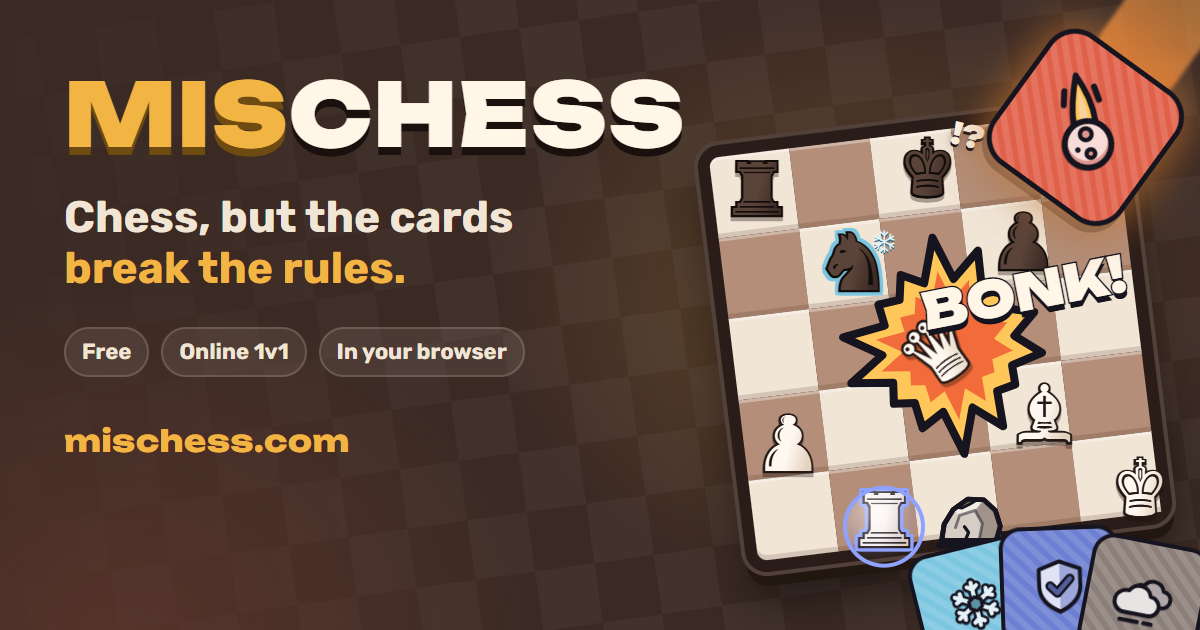 MISCHESS
Chess, but the cards
break the rules.
Free
Online 1v1
In your browser
mischess.com
!?
BONK!